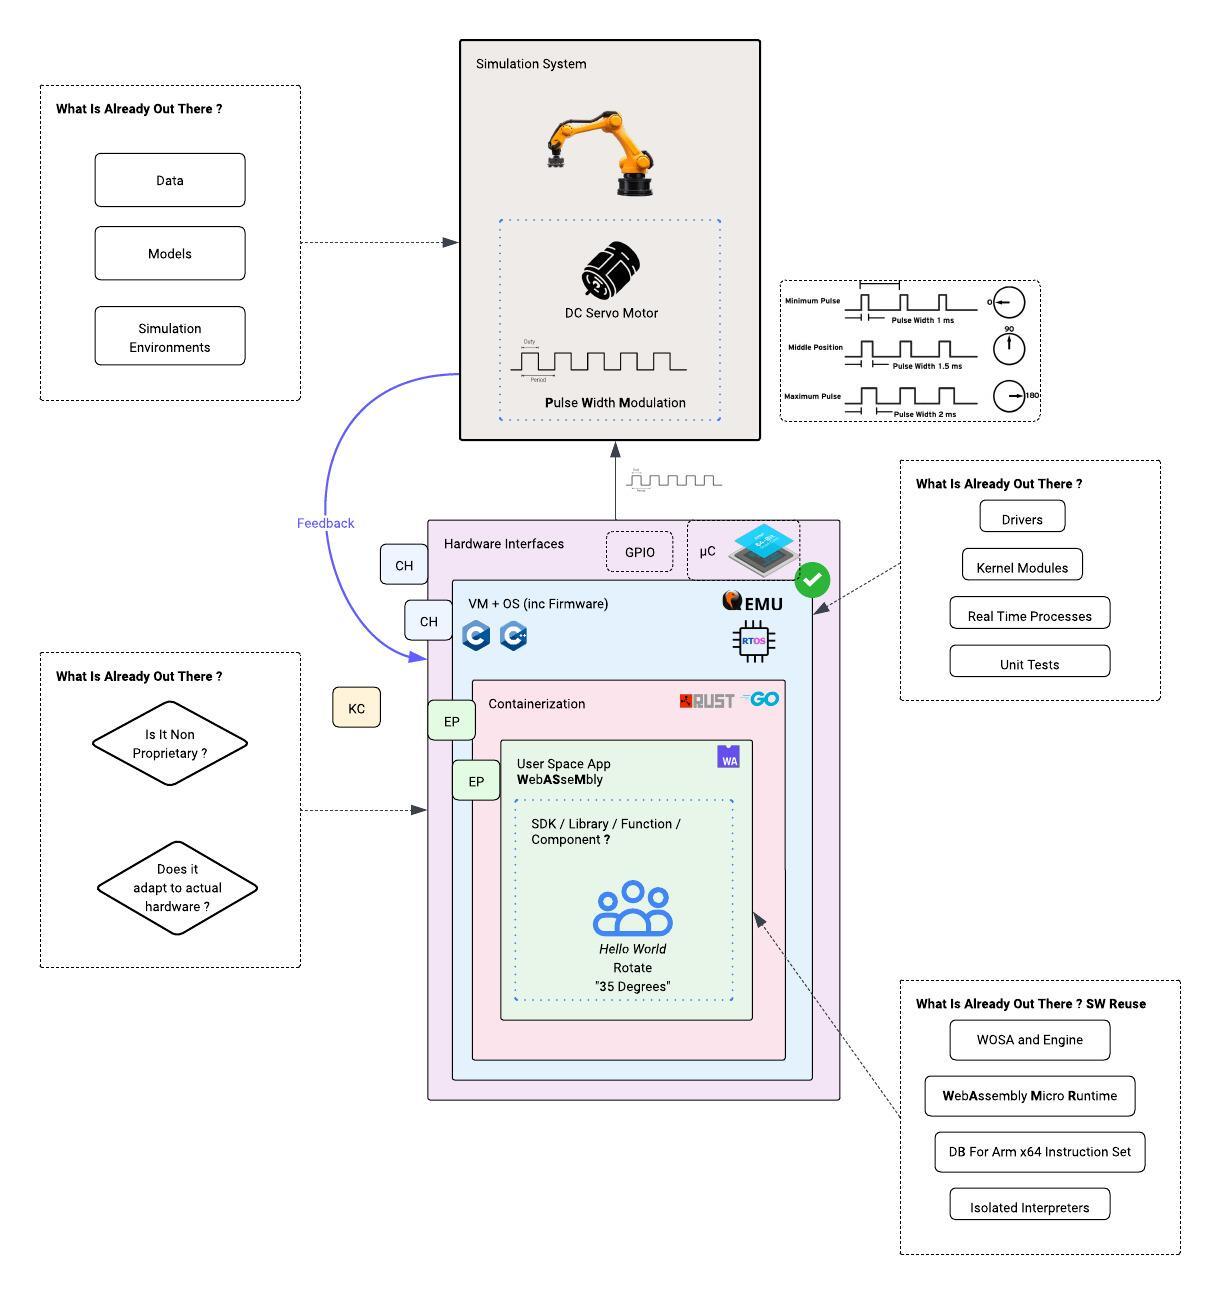 Simulation System
What Is Already Out There ?
Data
Models
Simulation
Environments
DC Servo Motor
Duty
Period
Pulse Width Modulation
Minimum Pulse
Pulse Width 1 ms
0
Middle Position
Pulse Width 1.5 ms
90
Maximum Pulse
Pulse Width 2 ms
180
Feedback
What Is Already Out There ?
Drivers
Kernel Modules
Real Time Processes
Unit Tests
Hardware Interfaces
GPIO
µC
CH
CH
VM + OS (inc Firmware)
C
C++
QEMU
RTOS
What Is Already Out There ?
Is It Non
Proprietary ?
Does it
adapt to actual
hardware ?
KC
EP
EP
Containerization
RUST
GO
User Space App
WebASseMbly
WA
SDK / Library / Function /
Component ?
Hello World
Rotate
"35 Degrees"
What Is Already Out There ? SW Reuse
WOSA and Engine
WebAssembly Micro Runtime
DB For Arm x64 Instruction Set
Isolated Interpreters